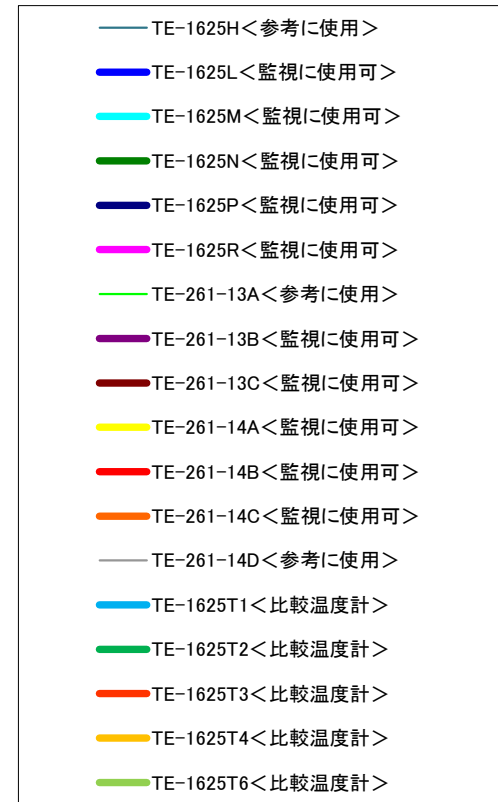 TE-1625H<参考に使用>
TE-1625L<監視に使用可>
TE-1625M<監視に使用可>
TE-1625N<監視に使用可>
TE-1625P<監視に使用可>
TE-1625R<監視に使用可>
TE-261-13A<参考に使用>
TE-261-13B<監視に使用可>
TE-261-13C<監視に使用可>
TE-261-14A<監視に使用可>
TE-261-14B<監視に使用可>
TE-261-14C<監視に使用可>
TE-261-14D<参考に使用>
TE-1625T1<比較温度計>
TE-1625T2<比較温度計>
TE-1625T3<比較温度計>
TE-1625T4<比較温度計>
TE-1625T6<比較温度計>